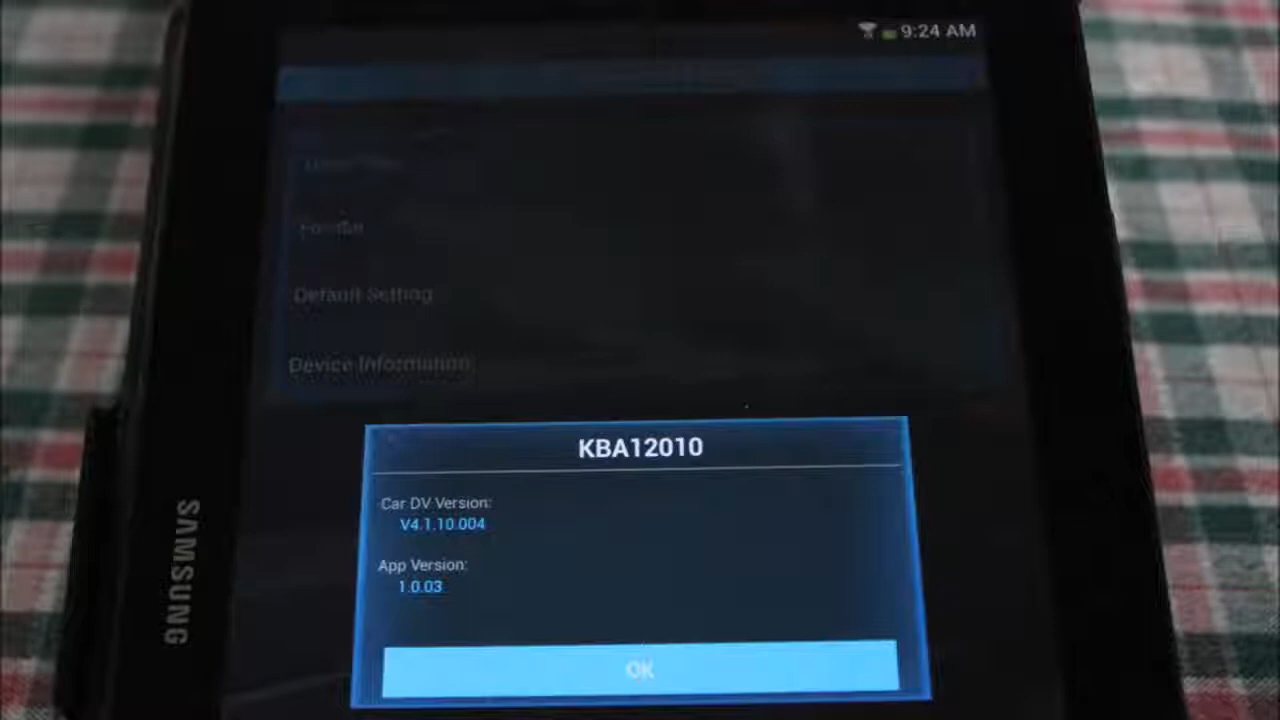 9:24 AM
Format
Default Setting
Device Information
KBA12010
Car DV Version:
V4.1.10.004
App Version:
1.0.03
OK
SAMSUNG